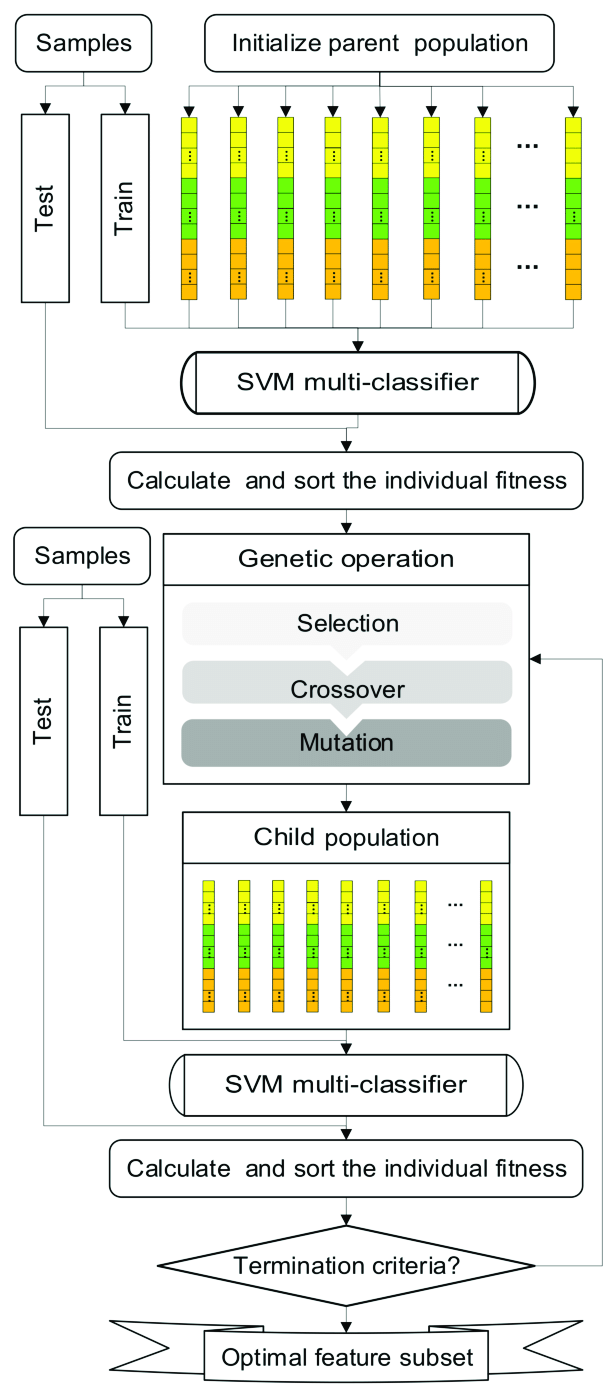 Samples
Initialize parent population
Test
Train
...
...
...
SVM multi-classifier
Calculate and sort the individual fitness
Samples
Genetic operation
Selection
Crossover
Mutation
Test
Train
Child population
...
...
...
SVM multi-classifier
Calculate and sort the individual fitness
Termination criteria?
Optimal feature subset